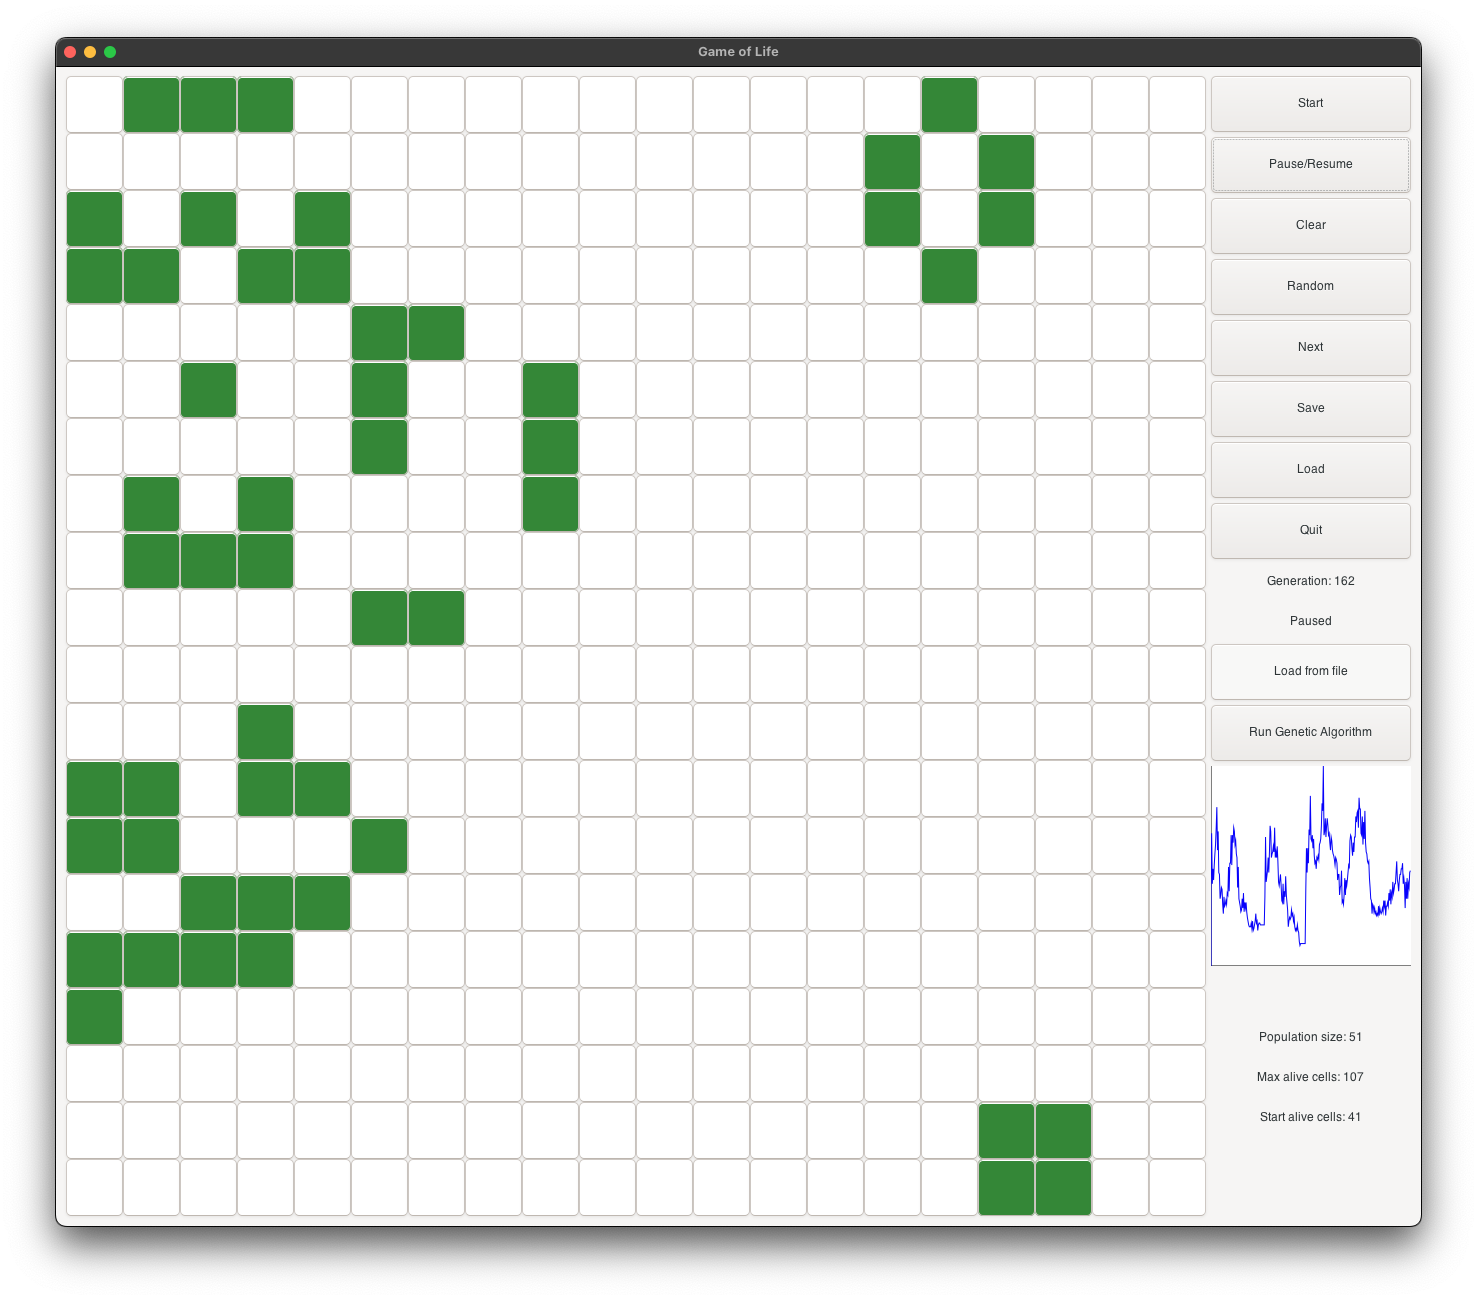 Game of Life
Start
Pause/Resume
Clear
Random
Next
Save
Load
Quit
Generation: 162
Paused
Load from file
Run Genetic Algorithm
Population size: 51
Max alive cells: 107
Start alive cells: 41